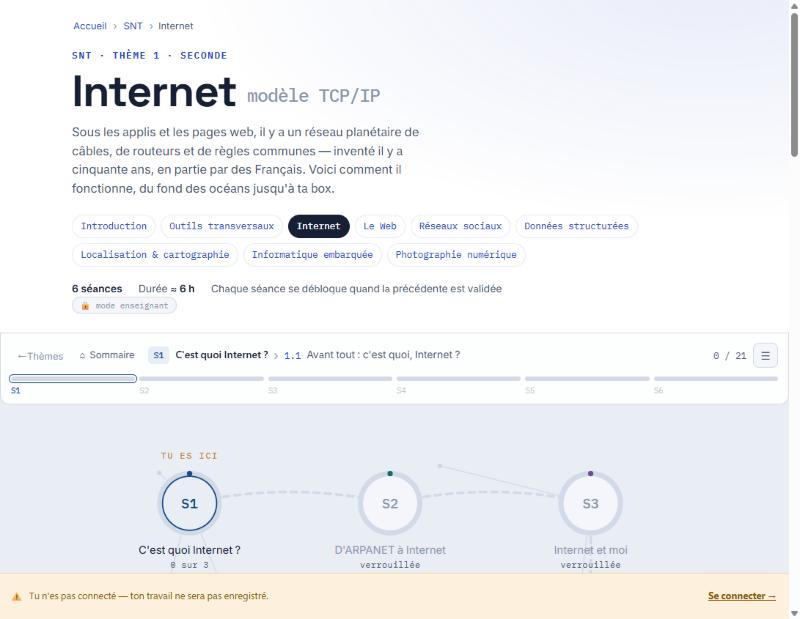 Accueil › SNT › Internet
SNT · THÈME 1 · SECONDE
Internet modèle TCP/IP
Sous les applis et les pages web, il y a un réseau planétaire de
câbles, de routeurs et de règles communes — inventé il y a
cinquante ans, en partie par des Français. Voici comment il
fonctionne, du fond des océans jusqu'à ta box.
Introduction Outils transversaux Internet Le Web Réseaux sociaux Données structurées
Localisation & cartographie Informatique embarquée Photographie numérique
6 séances Durée ≈ 6 h Chaque séance se débloque quand la précédente est validée
🔒 mode enseignant
←Thèmes ⌂ Sommaire S1 C'est quoi Internet ? › 1.1 Avant tout : c'est quoi, Internet ? 0 / 21 ☰
S1 S2 S3 S4 S5 S6
TU ES ICI
S1 S2 S3
C'est quoi Internet ? D'ARPANET à Internet Internet et moi
0 sur 3 verrouillée verrouillée
⚠ Tu n'es pas connecté — ton travail ne sera pas enregistré. Se connecter →